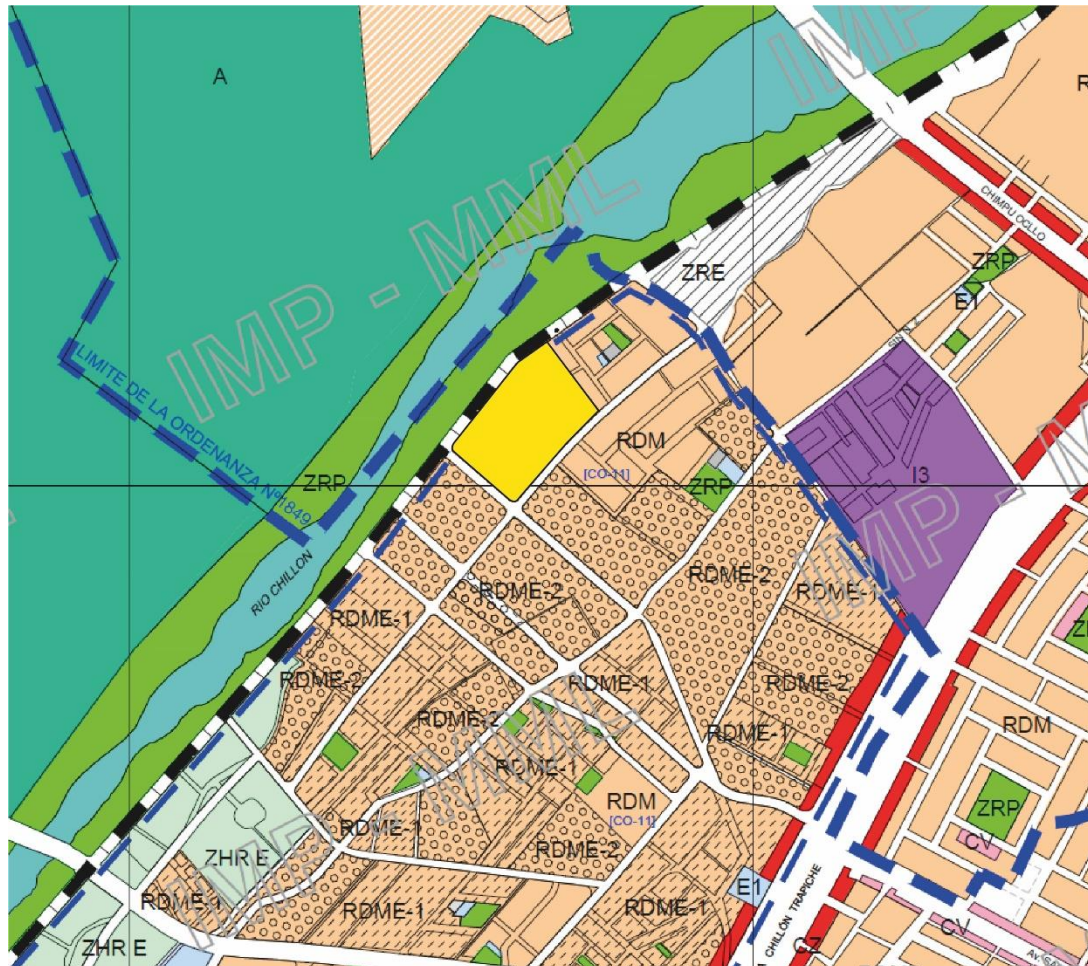 A
IMP - MML
IMP
R
CHIMPU OCLLO
ZRE
ZRP
E1
LIMITE DE LA ORDENANZA Nº 1849
ZRP
RIO CHILLON
RDM
[CO-11]
ZRP
I3
RDME-2
RDME-2
RDME-1
RDME-1
RDME-2
RDME-1
RDME-2
RDME-2
RDME-1
RDM
RDME-1
RDM
[CO-11]
ZRP
CV
RDME-1
RDME-2
ZHR E
RDME-1
E1
RDME-1
RDME-1
CHILLÓN TRAPICHE
CV
CZ
ZHR E
IMP - MML